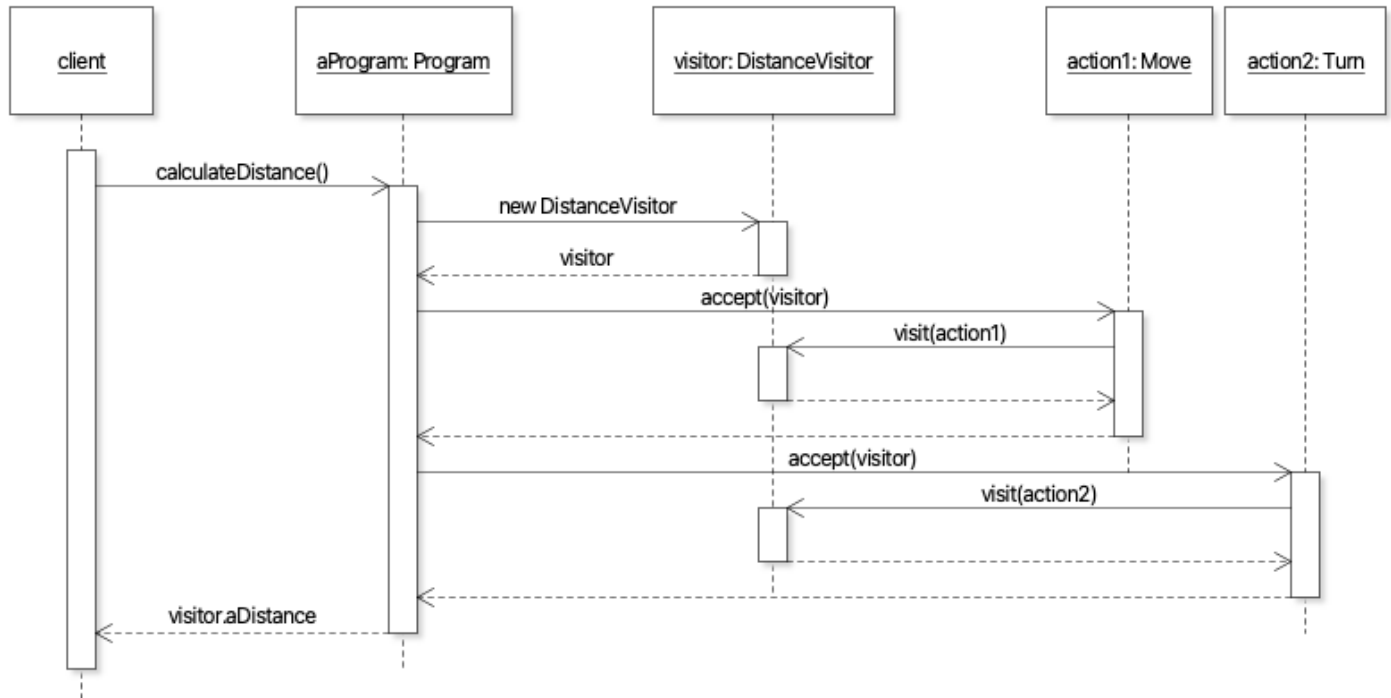 client
aProgram: Program
visitor: DistanceVisitor
action1: Move
action2: Turn
calculateDistance()
new DistanceVisitor
visitor
accept(visitor)
visit(action1)
accept(visitor)
visit(action2)
visitor.aDistance